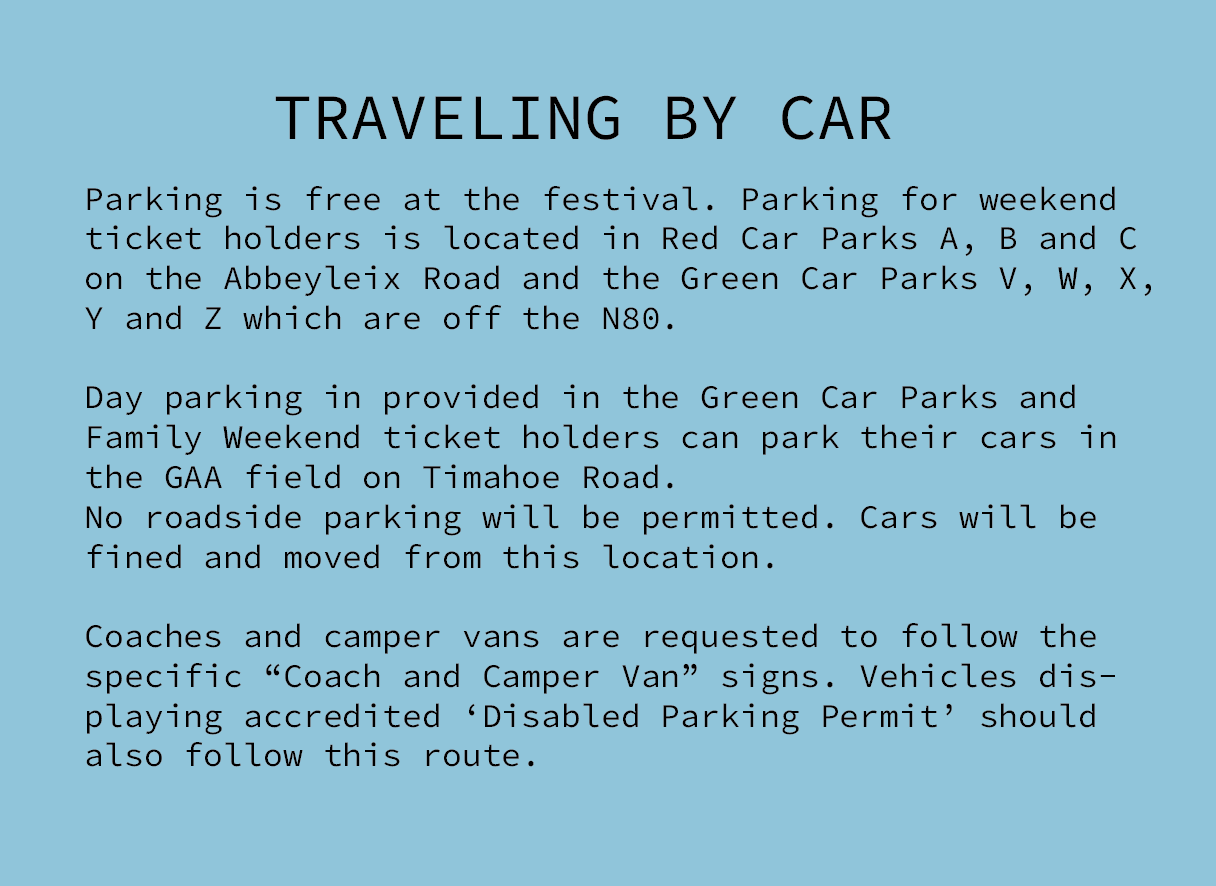 TRAVELING BY CAR
Parking is free at the festival. Parking for weekend
ticket holders is located in Red Car Parks A, B and C
on the Abbeyleix Road and the Green Car Parks V, W, X,
Y and Z which are off the N80.
Day parking in provided in the Green Car Parks and
Family Weekend ticket holders can park their cars in
the GAA field on Timahoe Road.
No roadside parking will be permitted. Cars will be
fined and moved from this location.
Coaches and camper vans are requested to follow the
specific “Coach and Camper Van” signs. Vehicles dis-
playing accredited ‘Disabled Parking Permit’ should
also follow this route.